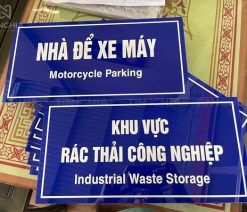 NHÀ ĐỂ XE MÁY
Motorcycle Parking
KHU VỰC
RÁC THẢI CÔNG NGHIỆP
Industrial Waste Storage